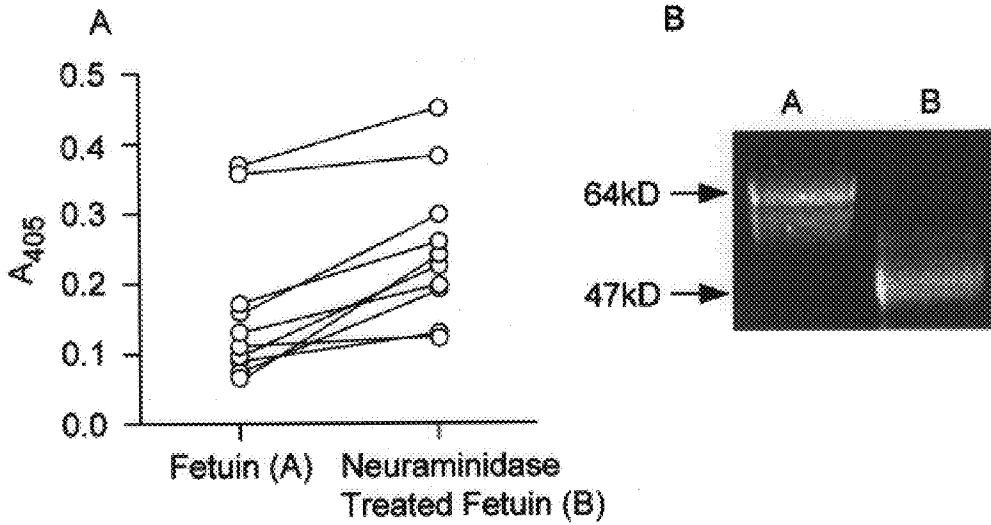 A
0.5
0.4
0.3
0.2
0.1
0.0
A405
Fetuin (A)
Neuraminidase
Treated Fetuin (B)
B
A B
64kD
47kD